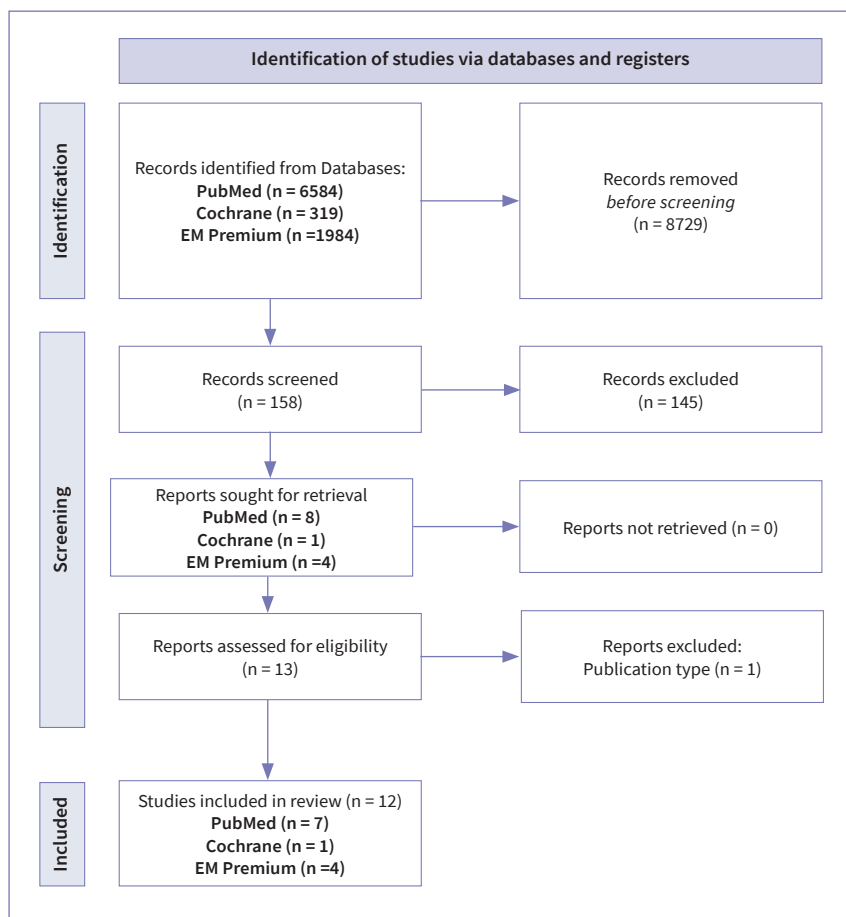 Identification of studies via databases and registers
Identification
Records identified from Databases:
PubMed (n = 6584)
Cochrane (n = 319)
EM Premium (n =1984)
Records removed
before screening
(n = 8729)
Screening
Records screened
(n = 158)
Records excluded
(n = 145)
Reports sought for retrieval
PubMed (n = 8)
Cochrane (n = 1)
EM Premium (n =4)
Reports not retrieved (n = 0)
Reports assessed for eligibility
(n = 13)
Reports excluded:
Publication type (n = 1)
Included
Studies included in review (n = 12)
PubMed (n = 7)
Cochrane (n = 1)
EM Premium (n =4)